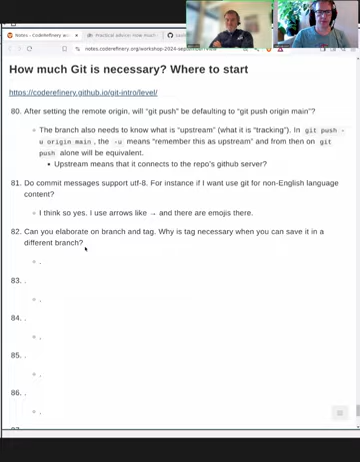 Notes - CodeRefinery
Practical advice: How much
notes.coderefinery.org/workshop-2024-sep
How much Git is necessary? Where to start
https://coderefinery.github.io/git-intro/level/
80. After setting the remote origin, will "git push" be defaulting to "git push origin main"?
The branch also needs to know what is "upstream" (what it is "tracking"). In git push -
u origin main, the -u means "remember this as upstream" and from then on git
push alone will be equivalent.
Upstream means that it connects to the repo's github server?
81. Do commit messages support utf-8. For instance if I want use git for non-English language
content?
I think so yes. I use arrows like → and there are emojis there.
82. Can you elaborate on branch and tag. Why is tag necessary when you can save it in a
different branch?
.
83. .
.
84. .
.
85. .
.
86. .
.